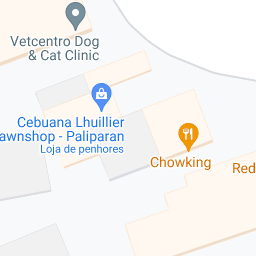 Vetcentro Dog
& Cat Clinic
Cebuana Lhuillier
awnshop - Paliparan
Loja de penhores
Chowking
Red